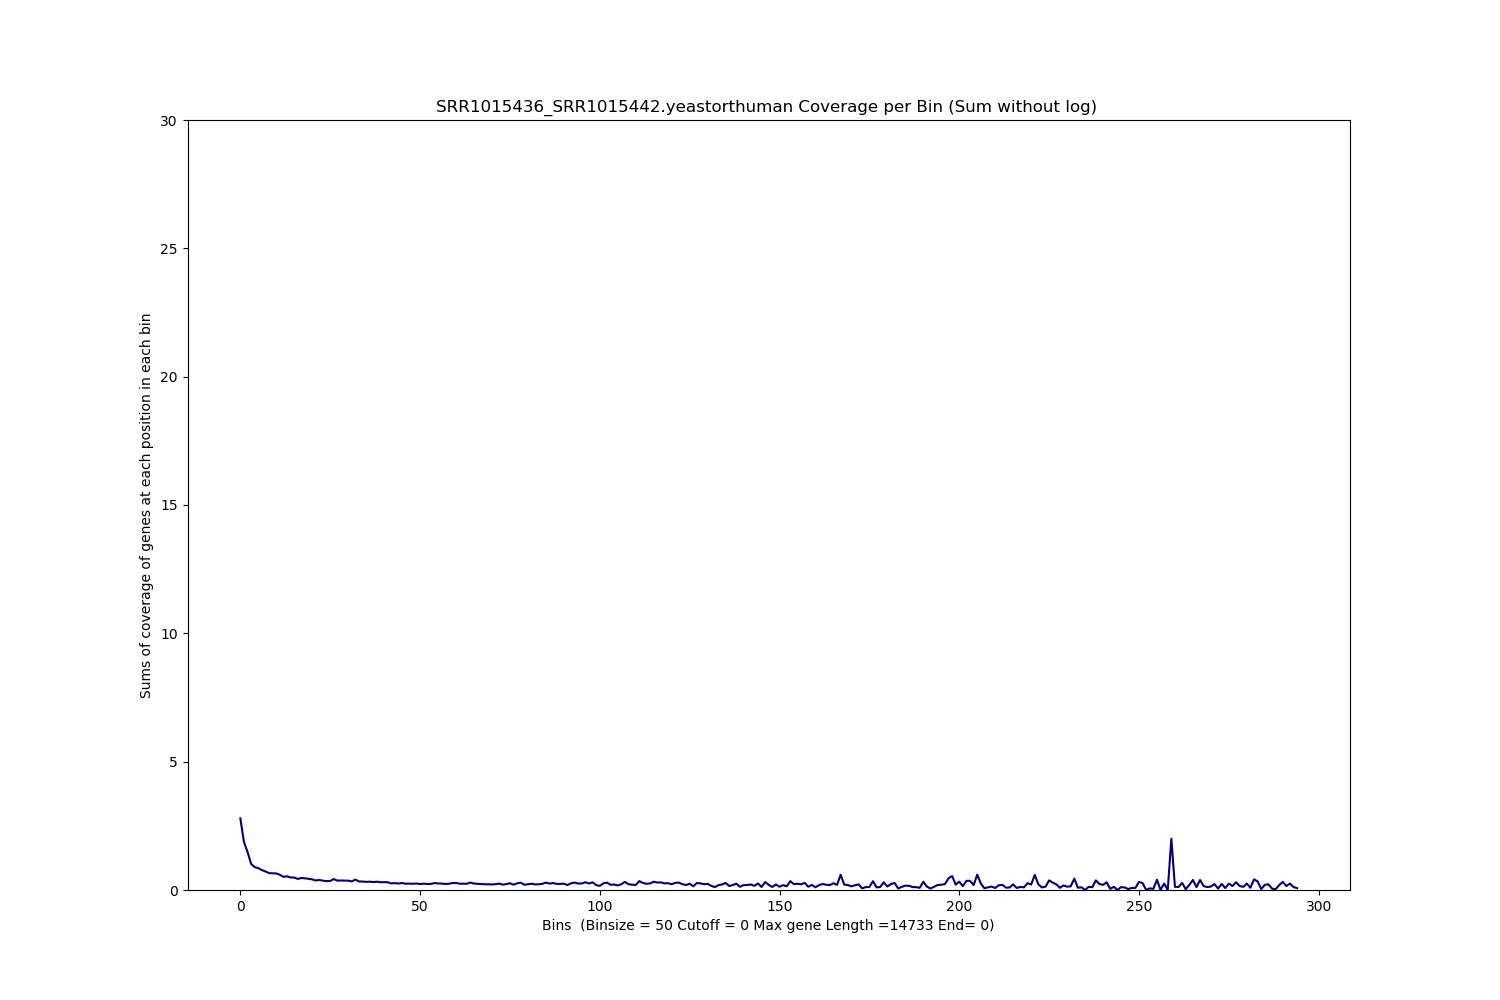 SRR1015436_SRR1015442.yeastorthuman Coverage per Bin (Sum without log)
30
25
20
15
10
5
0
Sums of coverage of genes at each position in each bin
0 50 100 150 200 250 300
Bins  (Binsize = 50 Cutoff = 0 Max gene Length =14733 End= 0)